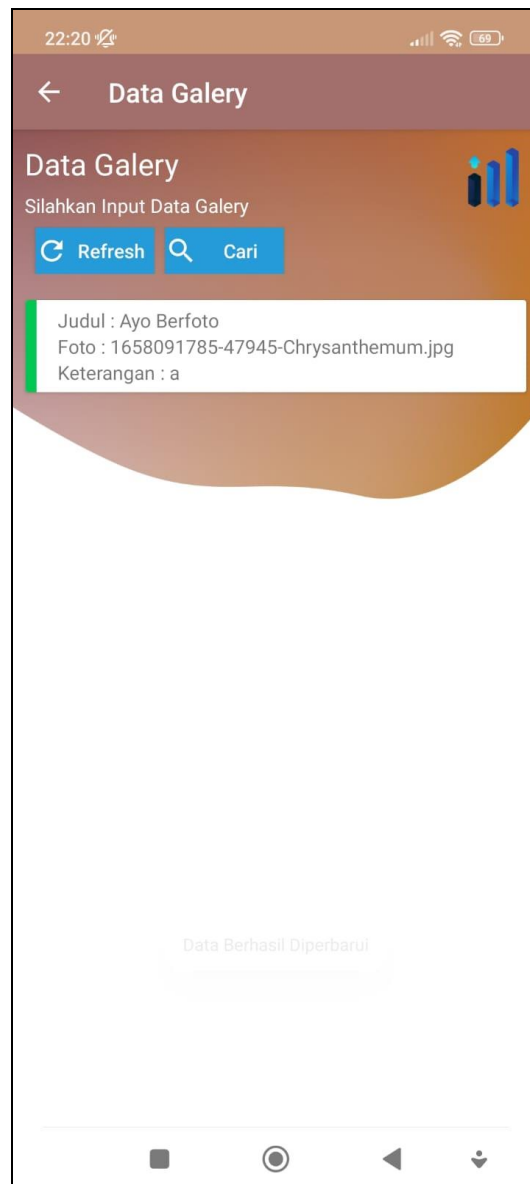 22:20
69
Data Galery
Data Galery
Silahkan Input Data Galery
Refresh
Cari
Judul : Ayo Berfoto
Foto : 1658091785-47945-Chrysanthemum.jpg
Keterangan : a
Data Berhasil Diperbarui